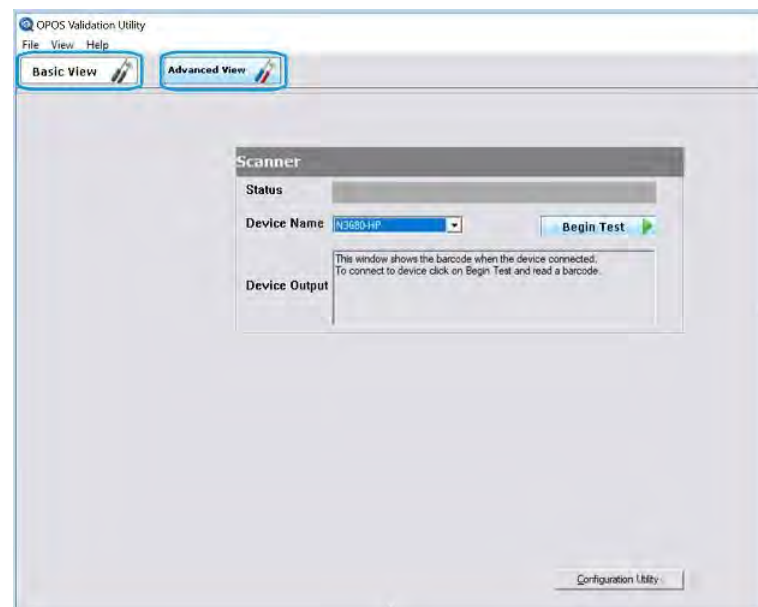 OPOS Validation Utility
File View Help
Basic View
Advanced View
Scanner
Status
Device Name N3680-HP Begin Test
Device Output
This window shows the barcode when the device connected.
To connect to device click on Begin Test and read a barcode.
Configuration Utility